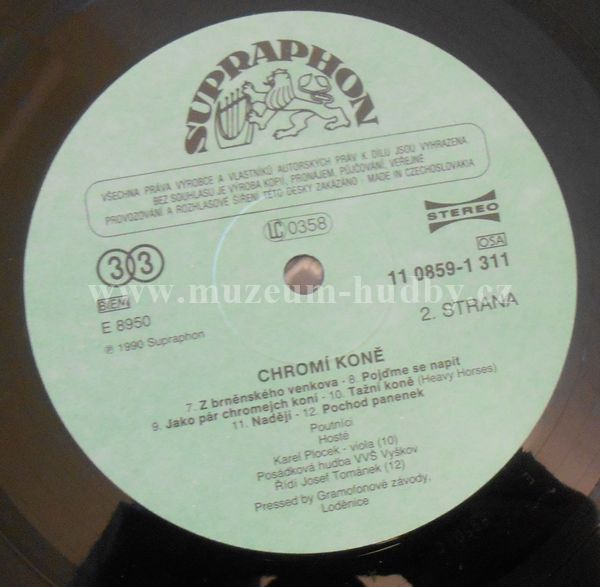 SUPRAPHON
VŠECHNA PRÁVA VÝROBCE A VLASTNÍKŮ AUTORSKÝCH PRÁV K DÍLU JSOU VYHRAZENA
BEZ SOUHLASU JE VÝROBA KOPIÍ, PRONÁJEM, PŮJČOVÁNÍ, VEŘEJNÉ
PROVOZOVÁNÍ A ROZHLASOVÉ ŠÍŘENÍ TÉTO DESKY ZAKÁZÁNO · MADE IN CZECHOSLOVAKIA
STEREO
LC 0358
33
OSA
11 0859-1 311
BIEM
www.muzeum-hudby.cz
E 8950
2. STRANA
℗ 1990 Supraphon
CHROMÍ KONĚ
7. Z brněnského venkova - 8. Pojďme se napít
9. Jako pár chromejch koní - 10. Tažní koně (Heavy Horses)
11. Nadějí - 12. Pochod panenek
Poutníci
Hosté
Karel Plocek - viola (10)
Posádková hudba VVŠ Vyškov
Řídí Josef Tománek (12)
Pressed by Gramofonové závody,
Loděnice